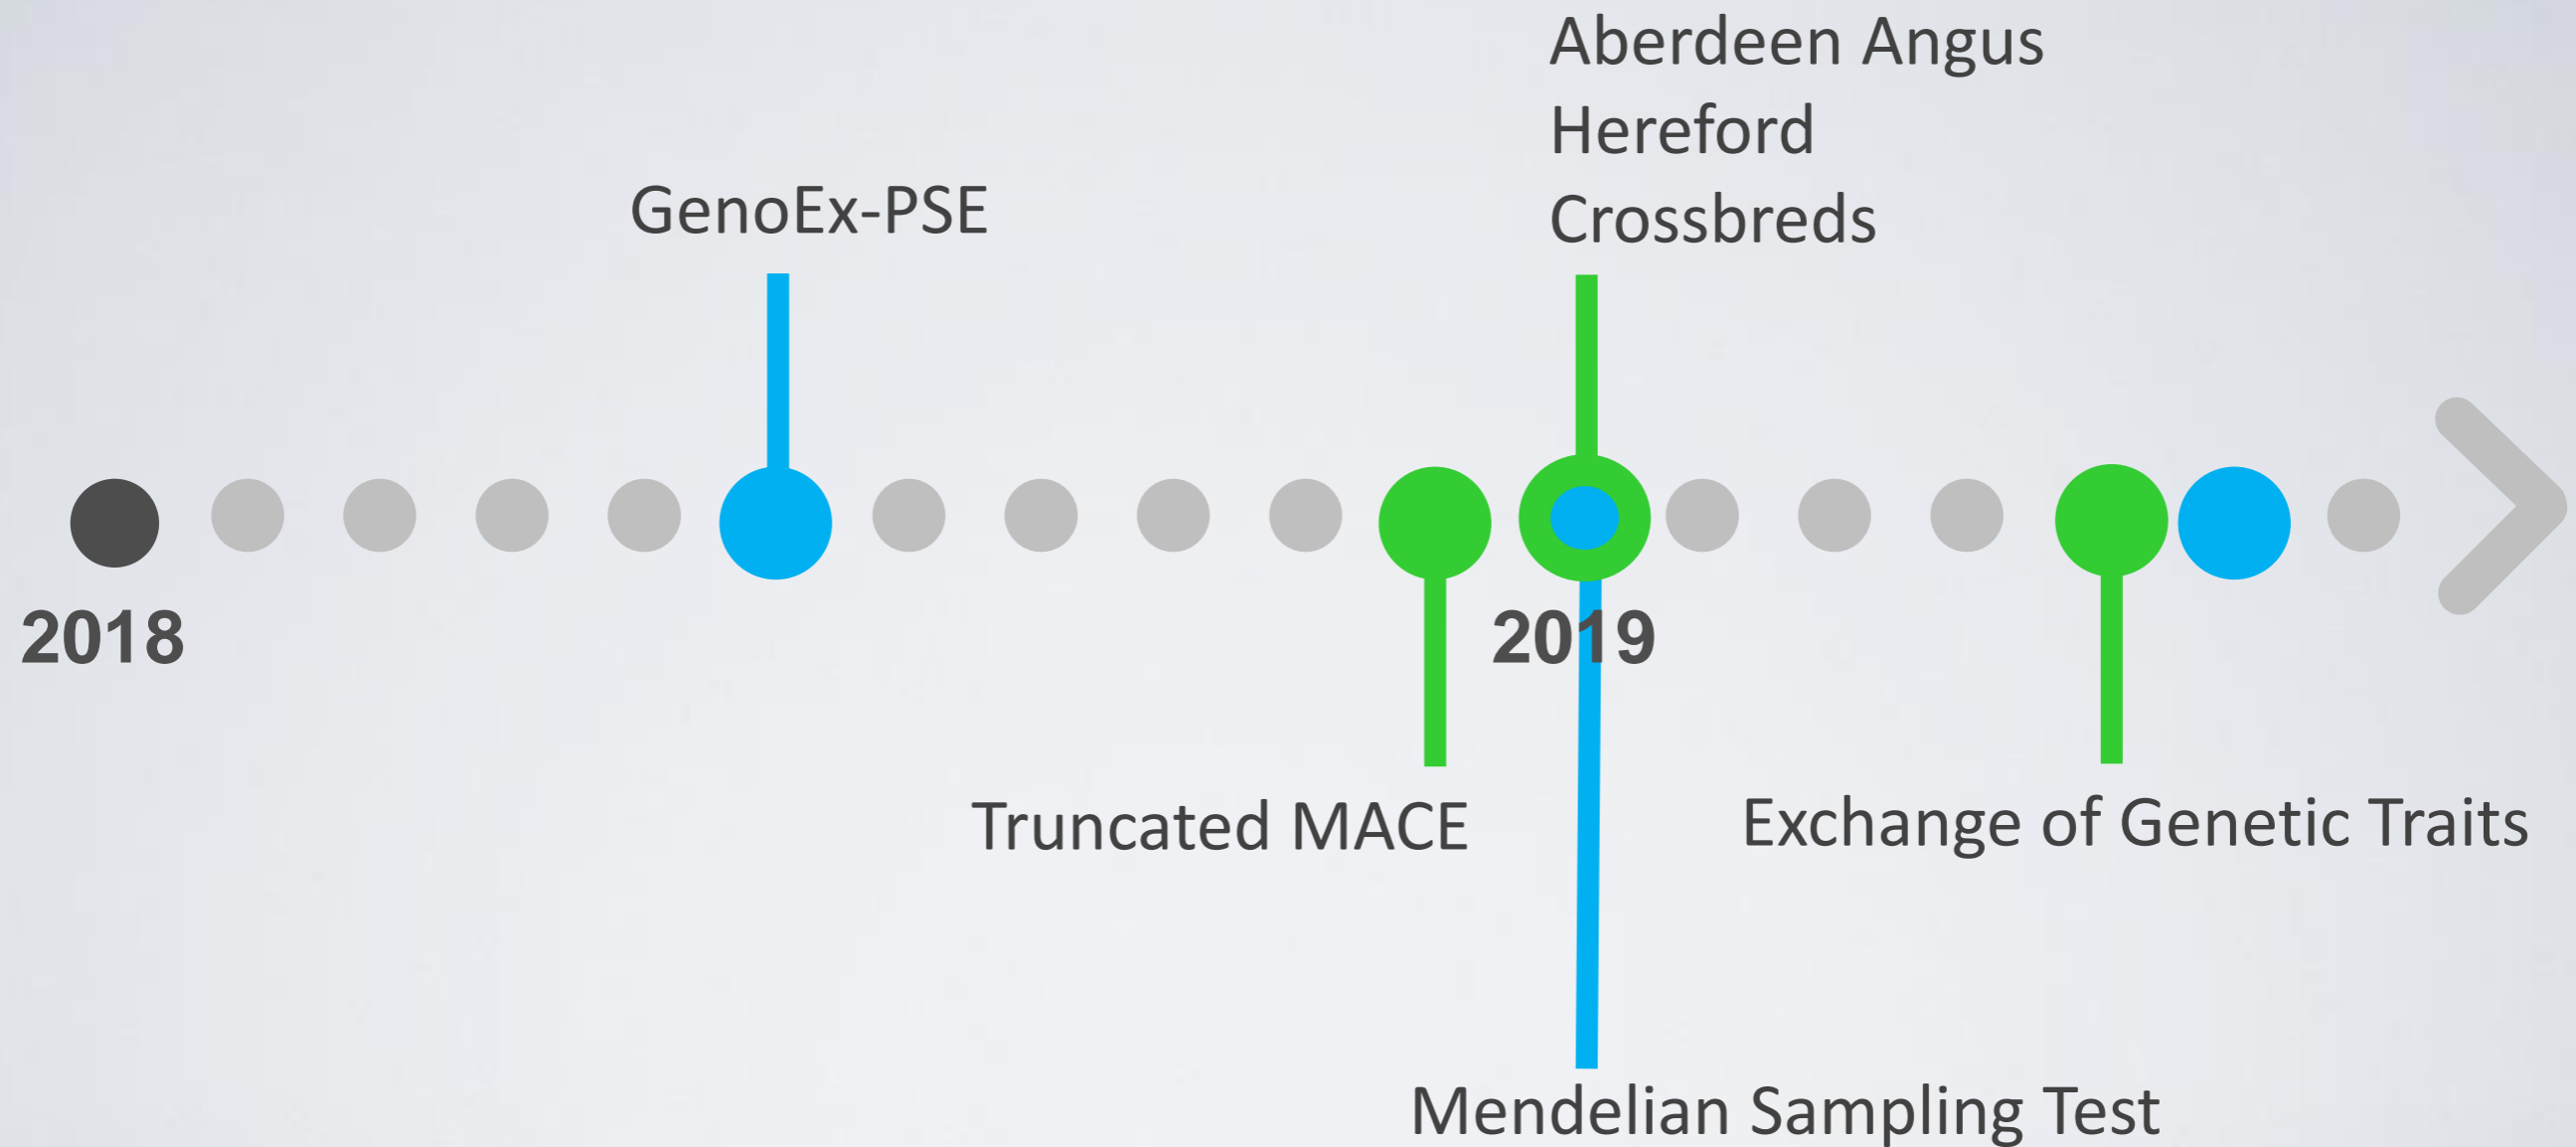 Aberdeen Angus
Hereford
Crossbreds
GenoEx-PSE
2018
2019
Truncated MACE
Exchange of Genetic Traits
Mendelian Sampling Test